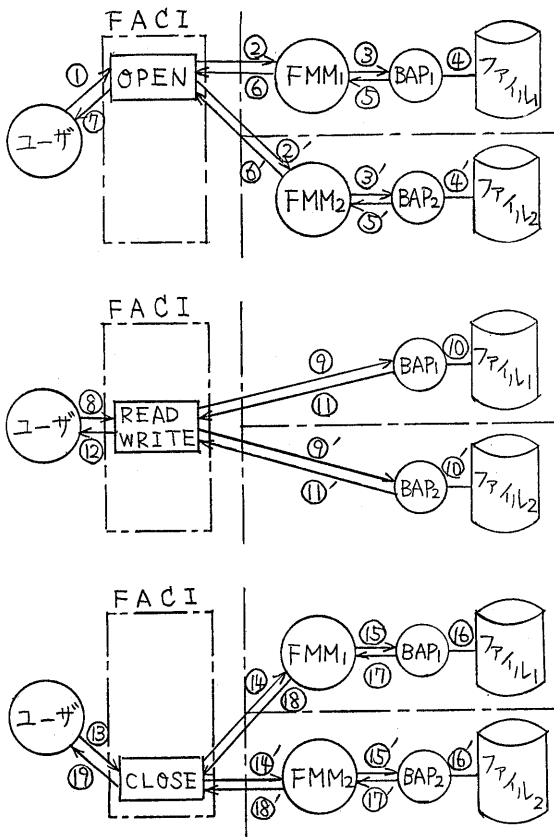 FACI
① ② ③ ④
OPEN FMM₁ BAP₁ ファイル1
⑦ ⑥ ⑤
ユーザ
②′ ③′ ④′
⑥′ FMM₂ BAP₂ ファイル2
⑤′
FACI
⑨ BAP₁ ⑩ ファイル1
⑧ ⑪
ユーザ READ WRITE
⑫ ⑨′
⑪′ BAP₂ ⑩′ ファイル2
FACI
⑭ FMM₁ ⑮ BAP₁ ⑯ ファイル1
⑱ ⑰
ユーザ ⑬
⑲ CLOSE ⑭′ FMM₂ ⑮′ BAP₂ ⑯′ ファイル2
⑱′ ⑰′